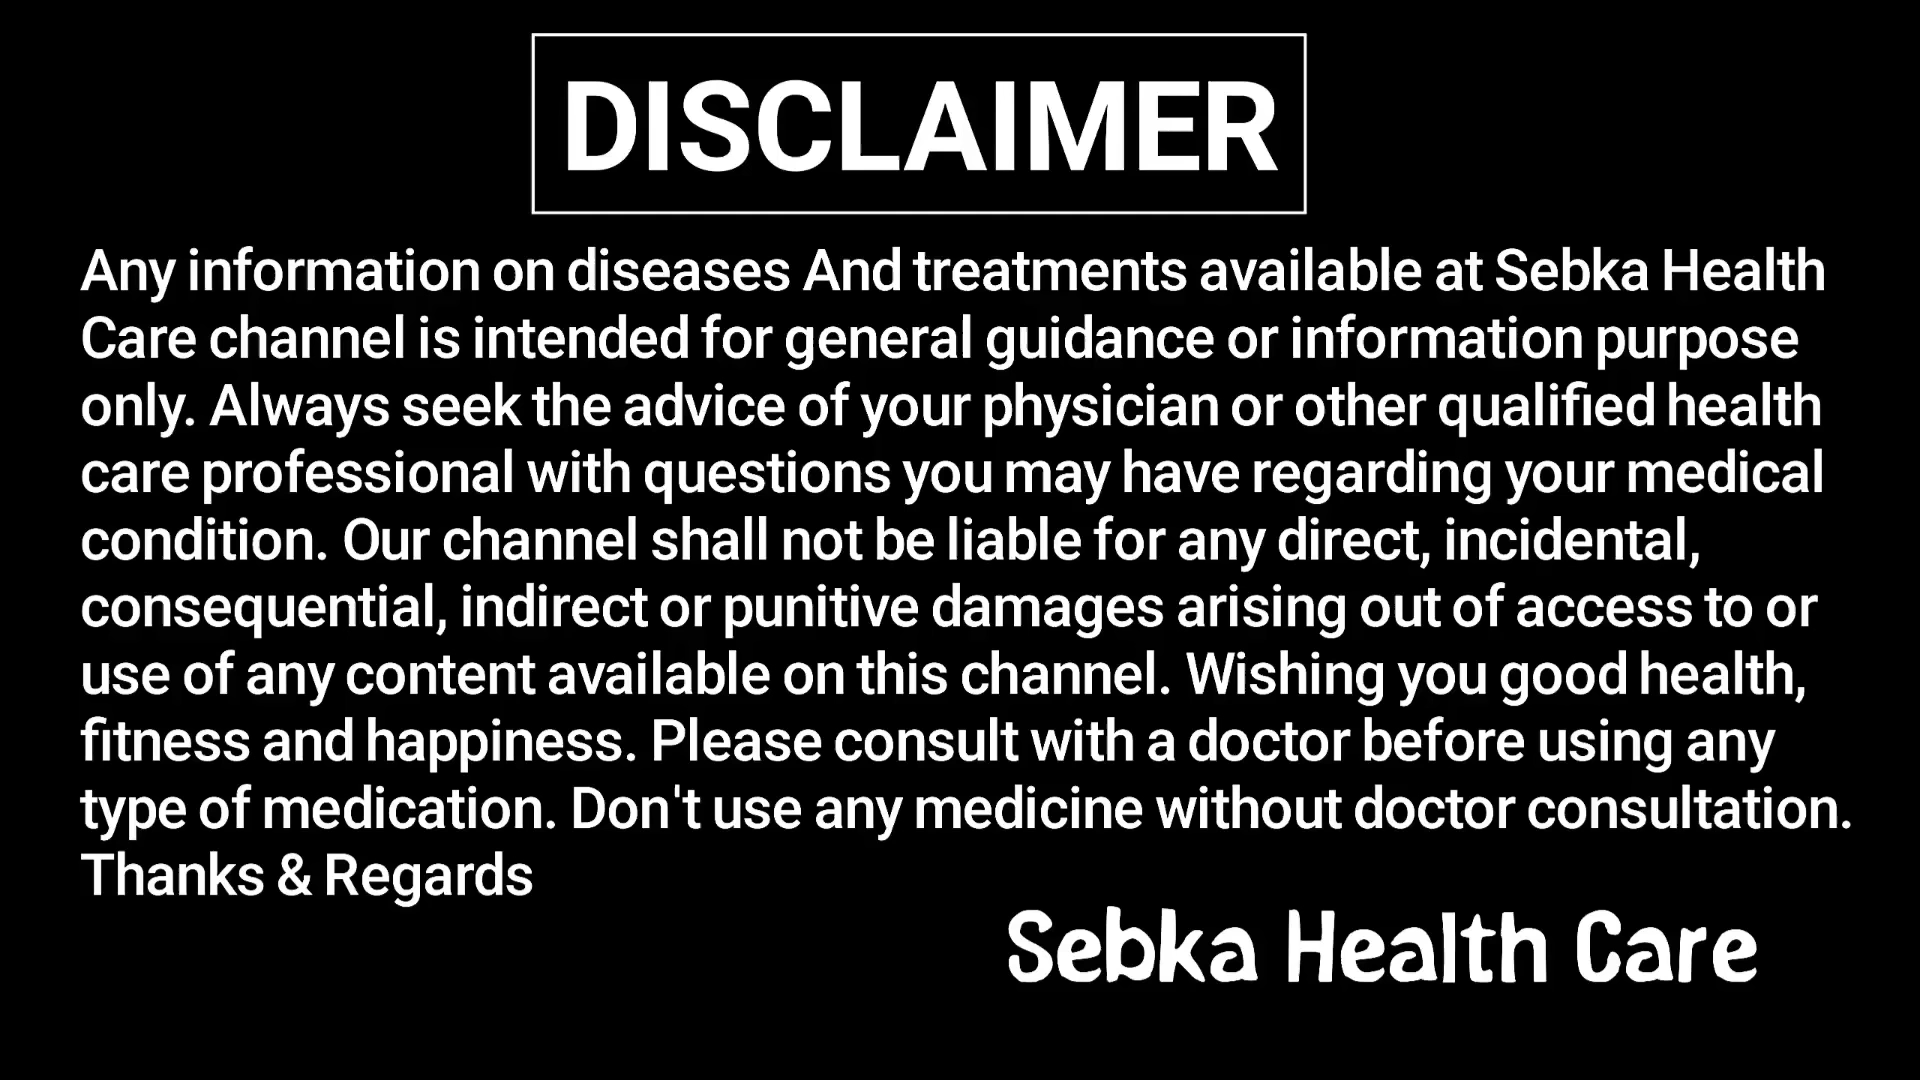 DISCLAIMER
Any information on diseases And treatments available at Sebka Health
Care channel is intended for general guidance or information purpose
only. Always seek the advice of your physician or other qualified health
care professional with questions you may have regarding your medical
condition. Our channel shall not be liable for any direct, incidental,
consequential, indirect or punitive damages arising out of access to or
use of any content available on this channel. Wishing you good health,
fitness and happiness. Please consult with a doctor before using any
type of medication. Don't use any medicine without doctor consultation.
Thanks & Regards
Sebka Health Care